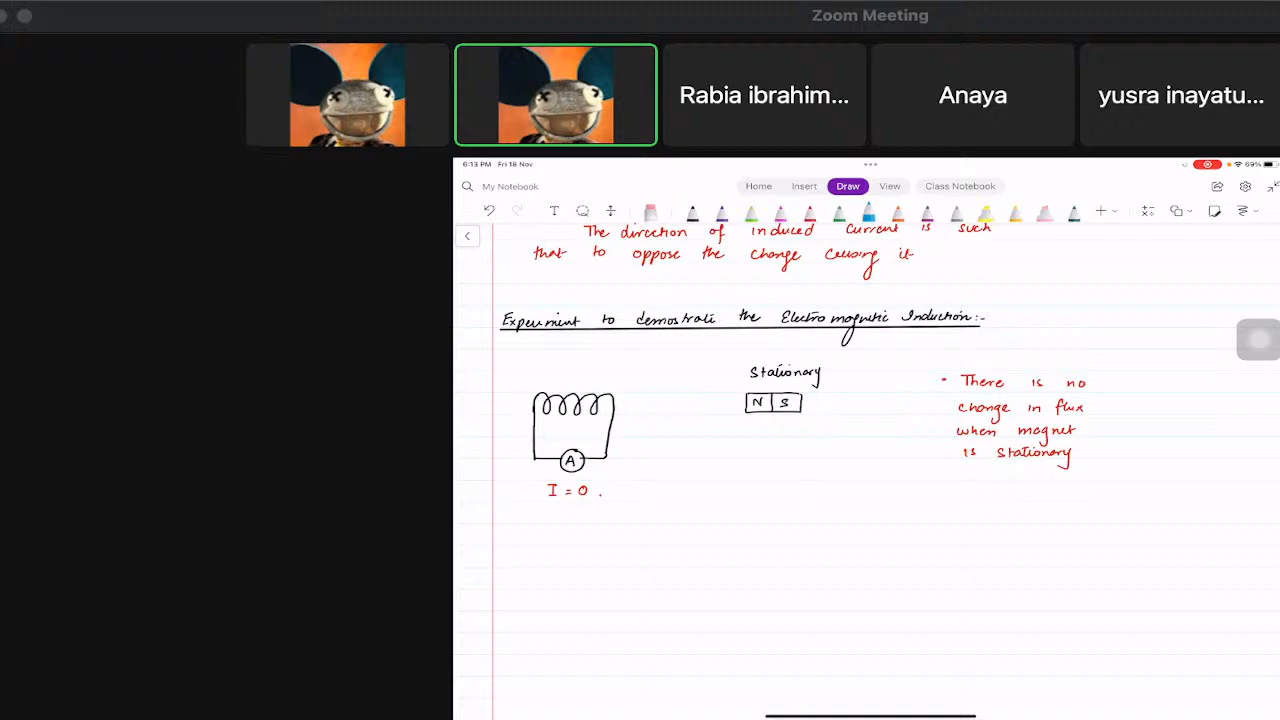 Zoom Meeting
Rabia ibrahim...
Anaya
yusra inayatu...
6:13 PM Fri 18 Nov
69%
My Notebook
Home Insert Draw View Class Notebook
The direction of induced current is such
that to oppose the change causing it
Experiment to demostrate the Electromagnetic Induction:-
Stationary
N S
A
I = 0 .
• There is no
change in flux
when magnet
is stationary